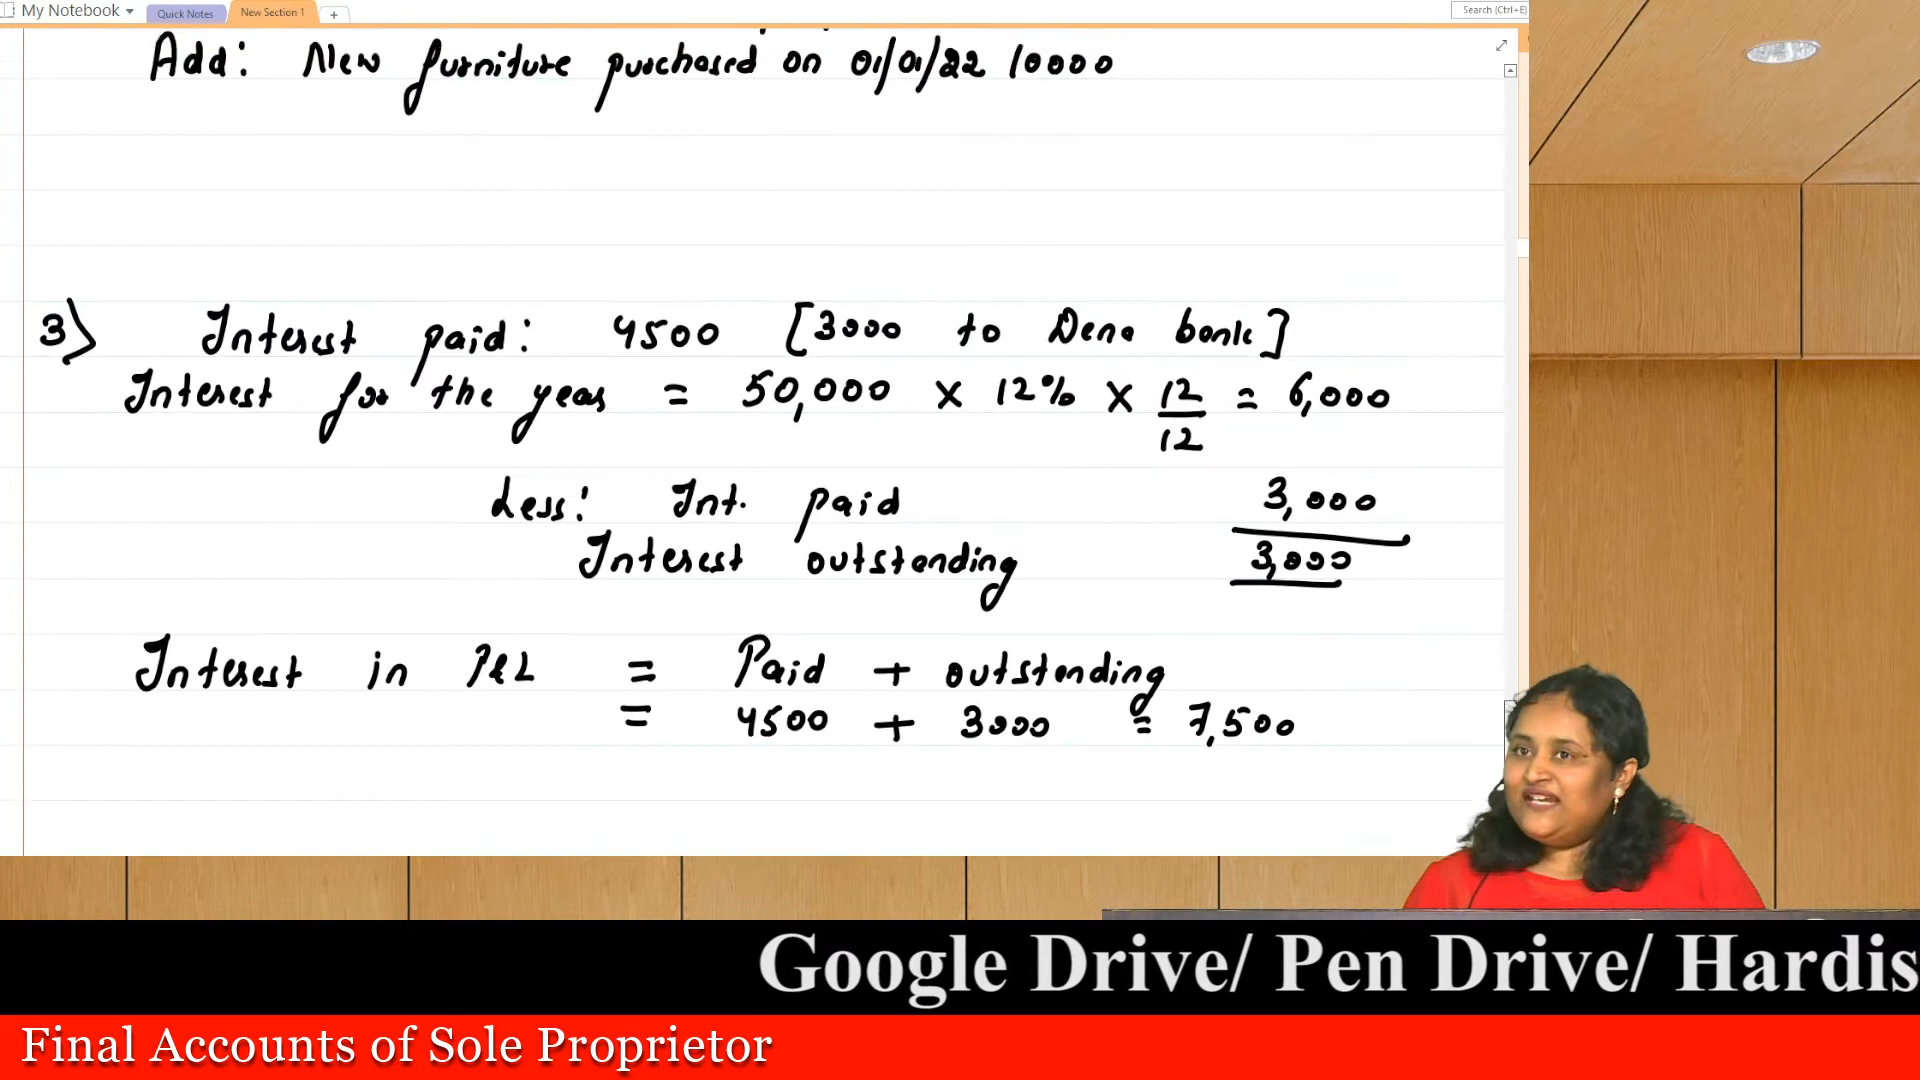 My Notebook
Quick Notes
New Section 1
+
Search (Ctrl+E)
Add: New furniture purchased on 01/01/22 10000
3) Interest paid: 4500 [3000 to Dena bank]
Interest for the year = 50,000 × 12% × 12/12 = 6,000
Less: Int. paid 3,000
Interest outstanding 3,000
Interest in P&L = Paid + outstanding
= 4500 + 3000 = 7,500
Google Drive/ Pen Drive/ Hardis
Final Accounts of Sole Proprietor